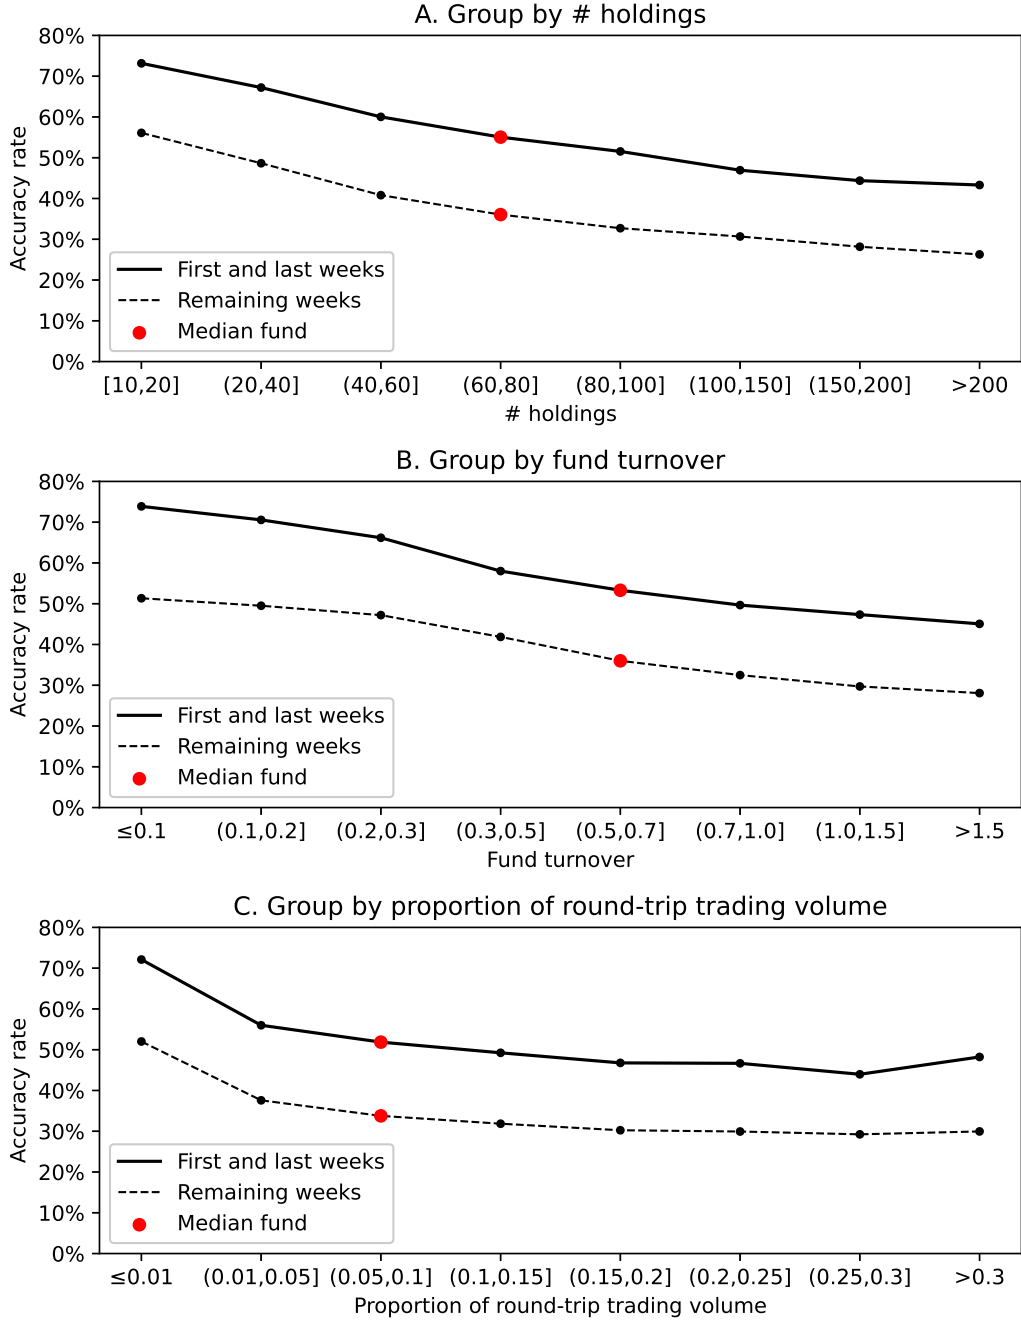 A. Group by # holdings
80%
70%
60%
50%
40%
30%
20%
10%
0%
Accuracy rate
First and last weeks
Remaining weeks
Median fund
[10,20] (20,40] (40,60] (60,80] (80,100] (100,150] (150,200] >200
# holdings
B. Group by fund turnover
80%
70%
60%
50%
40%
30%
20%
10%
0%
Accuracy rate
First and last weeks
Remaining weeks
Median fund
≤0.1 (0.1,0.2] (0.2,0.3] (0.3,0.5] (0.5,0.7] (0.7,1.0] (1.0,1.5] >1.5
Fund turnover
C. Group by proportion of round-trip trading volume
80%
70%
60%
50%
40%
30%
20%
10%
0%
Accuracy rate
First and last weeks
Remaining weeks
Median fund
≤0.01 (0.01,0.05] (0.05,0.1] (0.1,0.15] (0.15,0.2] (0.2,0.25] (0.25,0.3] >0.3
Proportion of round-trip trading volume